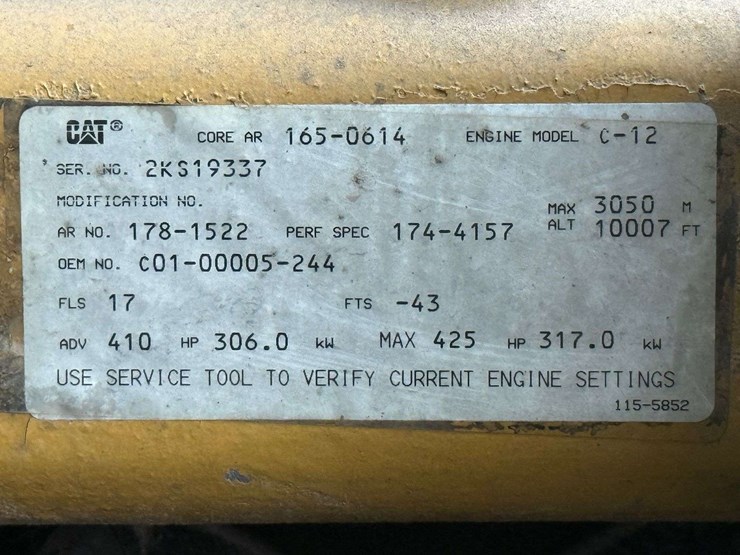 CAT® CORE AR 165-0614 ENGINE MODEL C-12
SER. NO. 2KS19337
MODIFICATION NO.
MAX ALT 3050 M 10007 FT
AR NO. 178-1522 PERF SPEC 174-4157
OEM NO. C01-00005-244
FLS 17 FTS -43
ADV 410 HP 306.0 kW MAX 425 HP 317.0 kW
USE SERVICE TOOL TO VERIFY CURRENT ENGINE SETTINGS
115-5852